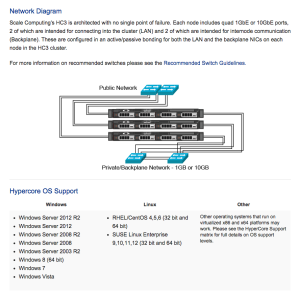 Network Diagram
Scale Computing's HC3 is architected with no single point of failure. Each node includes quad 1GbE or 10GbE ports,
2 of which are intended for connecting into the cluster (LAN) and 2 of which are intended for internode communication
(Backplane). These are configured in an active/passive bonding for both the LAN and the backplane NICs on each
node in the HC3 cluster.
For more information on recommended switches please see the Recommended Switch Guidelines.
Public Network
Private/Backplane Network - 1GB or 10GB
Hypercore OS Support
Windows
Linux
Other
• Windows Server 2012 R2
• Windows Server 2012
• Windows Server 2008 R2
• Windows Server 2008
• Windows Server 2003 R2
• Windows 8 (64 bit)
• Windows 7
• Windows Vista
• RHEL/CentOS 4,5,6 (32 bit and
64 bit)
• SUSE Linux Enterprise
9,10,11,12 (32 bit and 64 bit)
Other operating systems that run on
virtualized x86 and x64 platforms may
work. Please see the HyperCore Support
matrix for full details on OS support
levels.